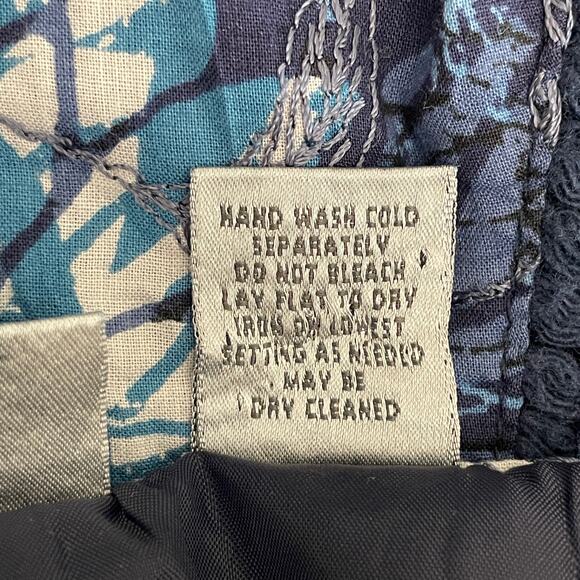 HAND WASH COLD
SEPARATELY
DO NOT BLEACH
LAY FLAT TO DRY
IRON ON LOWEST
SETTING AS NEEDED
MAY BE
DRY CLEANED